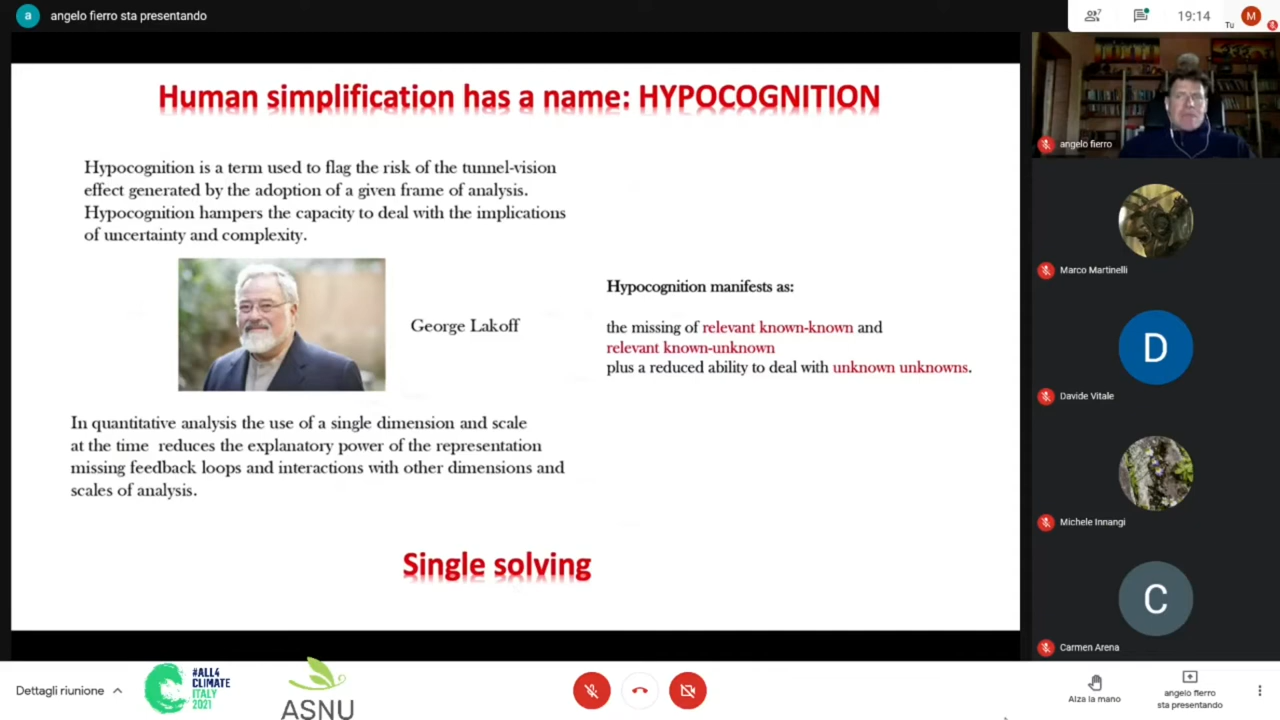 a
angelo fierro sta presentando
7
19:14
Tu
M
Human simplification has a name: HYPOCOGNITION
Hypocognition is a term used to flag the risk of the tunnel-vision
effect generated by the adoption of a given frame of analysis.
Hypocognition hampers the capacity to deal with the implications
of uncertainty and complexity.
George Lakoff
Hypocognition manifests as:
the missing of relevant known-known and
relevant known-unknown
plus a reduced ability to deal with unknown unknowns.
In quantitative analysis the use of a single dimension and scale
at the time reduces the explanatory power of the representation
missing feedback loops and interactions with other dimensions and
scales of analysis.
Single solving
angelo fierro
Marco Martinelli
D
Davide Vitale
Michele Innangi
C
Carmen Arena
Dettagli riunione
#ALL4
CLIMATE
ITALY
2021
ASNU
Alza la mano
angelo fierro
sta presentando